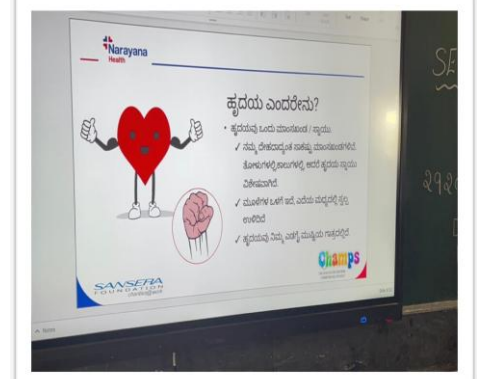 Narayana
Health
ಹೃದಯ ಎಂದರೇನು?
• ಹೃದಯವು ಒಂದು ಮಾಂಸಖಂಡ / ಸ್ನಾಯು.
✓ ನಮ್ಮ ದೇಹದಾದ್ಯಂತ ಸಾಕಷ್ಟು ಮಾಂಸಖಂಡಗಳಿವೆ.
ತೋಳುಗಳಲ್ಲಿ,ಕಾಲುಗಳಲ್ಲಿ, ಆದರೆ ಹೃದಯ ಸ್ನಾಯು
ವಿಶೇಷವಾಗಿದೆ.
✓ ಮೂಳೆಗಳ ಒಳಗೆ ಇದೆ, ಎದೆಯ ಮಧ್ಯದಲ್ಲಿ ಸ್ವಲ್ಪ
✓ ಹೃದಯವು ನಿಮ್ಮ ಎಡಗೈ ಮುಷ್ಟಿಯ ಗಾತ್ರದಲ್ಲಿದೆ
Champs
SANSERA
FOUNDATION
SE